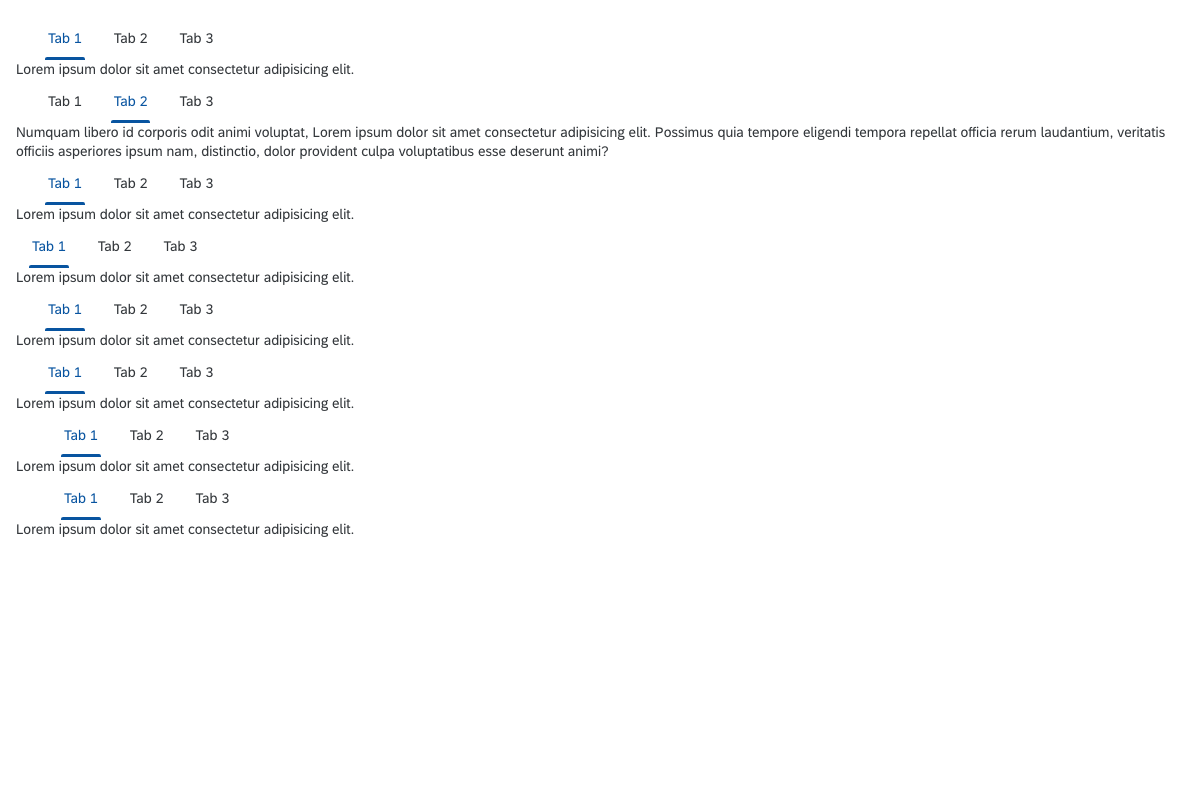 Tab 1 Tab 2 Tab 3
Lorem ipsum dolor sit amet consectetur adipisicing elit.
Tab 1 Tab 2 Tab 3
Numquam libero id corporis odit animi voluptat, Lorem ipsum dolor sit amet consectetur adipisicing elit. Possimus quia tempore eligendi tempora repellat officia rerum laudantium, veritatis
officiis asperiores ipsum nam, distinctio, dolor provident culpa voluptatibus esse deserunt animi?
Tab 1 Tab 2 Tab 3
Lorem ipsum dolor sit amet consectetur adipisicing elit.
Tab 1 Tab 2 Tab 3
Lorem ipsum dolor sit amet consectetur adipisicing elit.
Tab 1 Tab 2 Tab 3
Lorem ipsum dolor sit amet consectetur adipisicing elit.
Tab 1 Tab 2 Tab 3
Lorem ipsum dolor sit amet consectetur adipisicing elit.
Tab 1 Tab 2 Tab 3
Lorem ipsum dolor sit amet consectetur adipisicing elit.
Tab 1 Tab 2 Tab 3
Lorem ipsum dolor sit amet consectetur adipisicing elit.